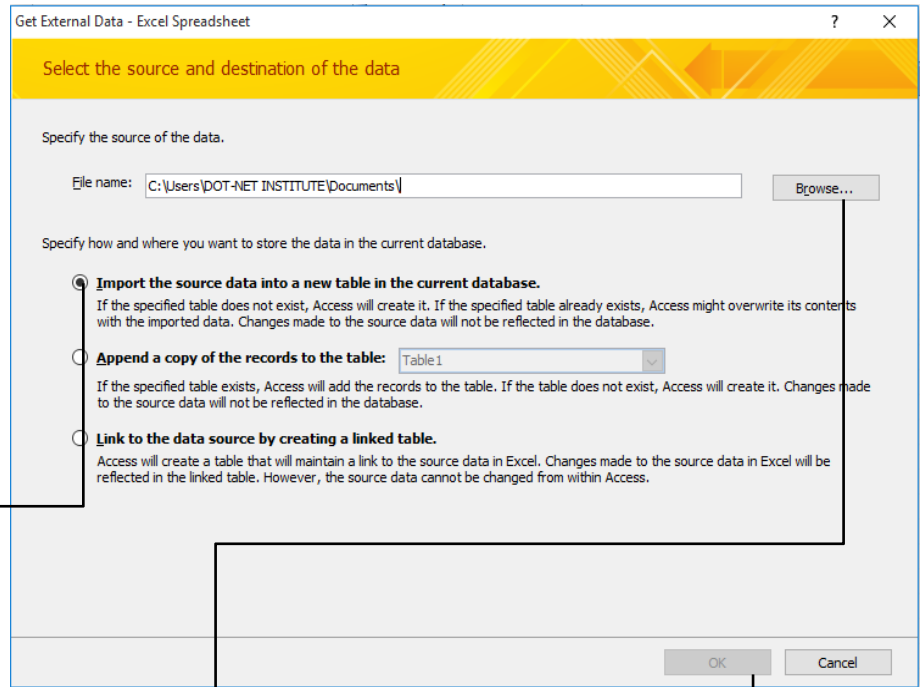 Get External Data - Excel Spreadsheet ? X
Select the source and destination of the data
Specify the source of the data.
File name: C:\Users\DOT-NET INSTITUTE\Documents\ Browse...
Specify how and where you want to store the data in the current database.
Import the source data into a new table in the current database.
If the specified table does not exist, Access will create it. If the specified table already exists, Access might overwrite its contents
with the imported data. Changes made to the source data will not be reflected in the database.
Append a copy of the records to the table: Table1
If the specified table exists, Access will add the records to the table. If the table does not exist, Access will create it. Changes made
to the source data will not be reflected in the database.
Link to the data source by creating a linked table.
Access will create a table that will maintain a link to the source data in Excel. Changes made to the source data in Excel will be
reflected in the linked table. However, the source data cannot be changed from within Access.
OK Cancel